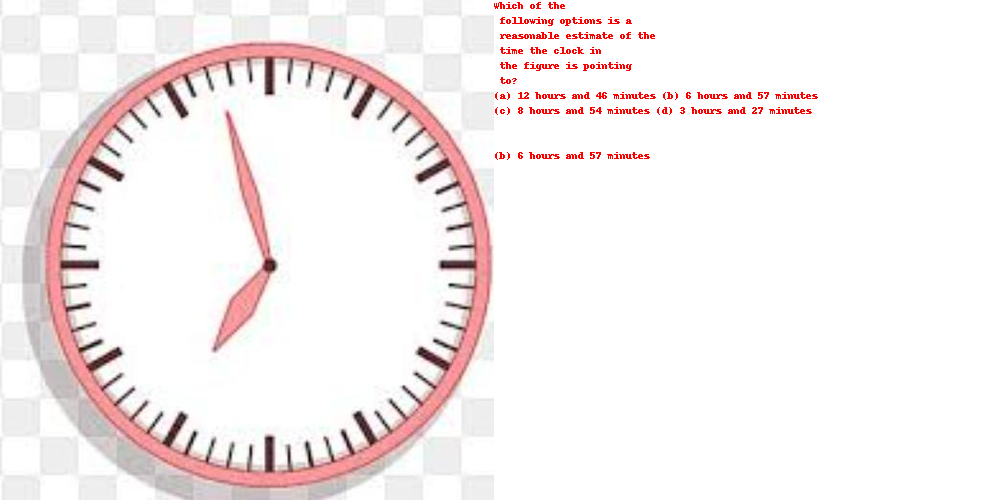 Which of the
following options is a
reasonable estimate of the
time the clock in
the figure is pointing
to?
(a) 12 hours and 46 minutes (b) 6 hours and 57 minutes
(c) 8 hours and 54 minutes (d) 3 hours and 27 minutes
(b) 6 hours and 57 minutes